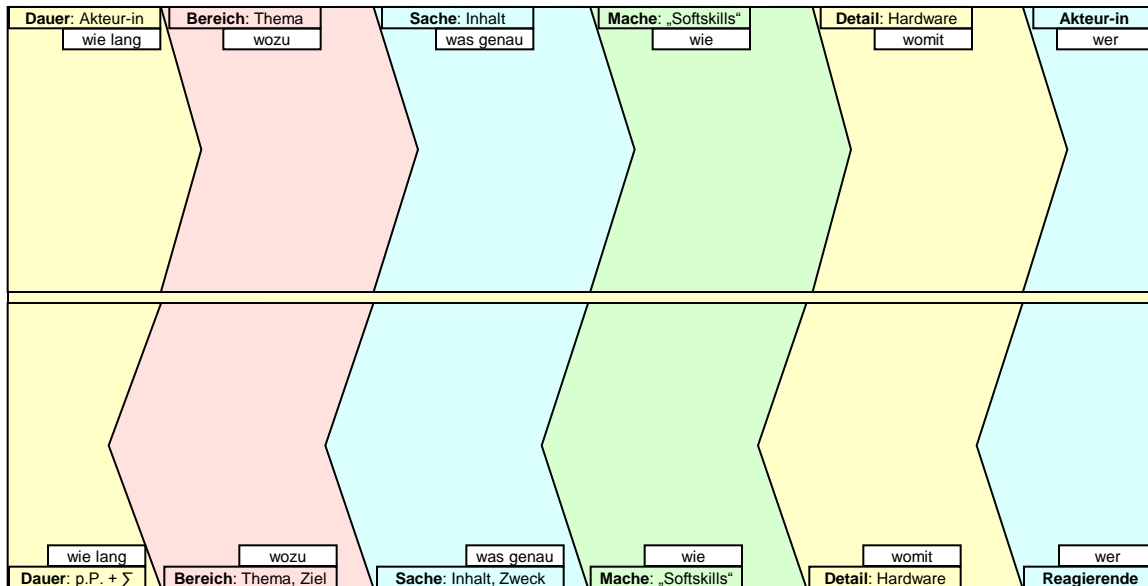 Dauer: Akteur-in
wie lang
Bereich: Thema
wozu
Sache: Inhalt
was genau
Mache: „Softskills“
wie
Detail: Hardware
womit
Akteur-in
wer
wie lang
Dauer: p.P. + ∑
wozu
Bereich: Thema, Ziel
was genau
Sache: Inhalt, Zweck
wie
Mache: „Softskills“
womit
Detail: Hardware
wer
Reagierende